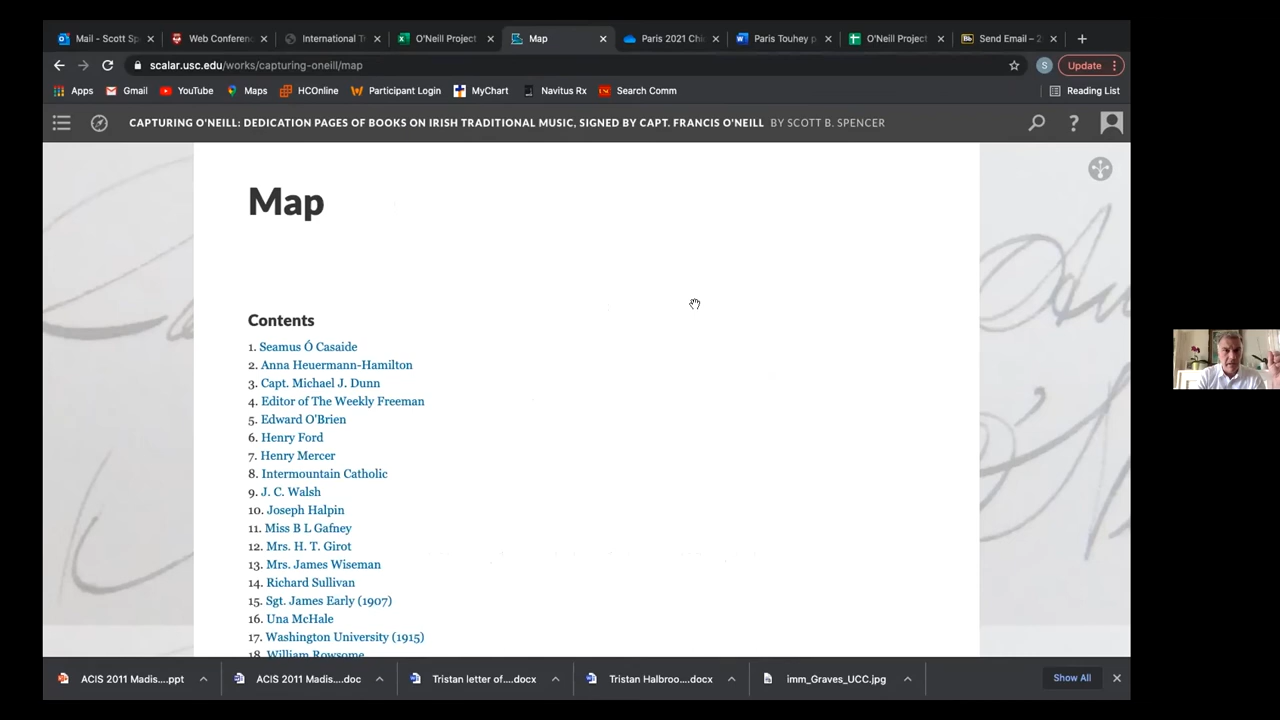 Mail - Scott Sp
Web Conferen
International Tr
O'Neill Project
Map
Paris 2021 Chi
Paris Touhey p
O'Neill Project
Send Email – 2
scalar.usc.edu/works/capturing-oneill/map
S
Update
Apps
Gmail
YouTube
Maps
HCOnline
Participant Login
MyChart
Navitus Rx
Search Comm
Reading List
CAPTURING O'NEILL: DEDICATION PAGES OF BOOKS ON IRISH TRADITIONAL MUSIC, SIGNED BY CAPT. FRANCIS O'NEILL BY SCOTT B. SPENCER
Map
Contents
1. Seamus Ó Casaide
2. Anna Heuermann-Hamilton
3. Capt. Michael J. Dunn
4. Editor of The Weekly Freeman
5. Edward O'Brien
6. Henry Ford
7. Henry Mercer
8. Intermountain Catholic
9. J. C. Walsh
10. Joseph Halpin
11. Miss B L Gafney
12. Mrs. H. T. Girot
13. Mrs. James Wiseman
14. Richard Sullivan
15. Sgt. James Early (1907)
16. Una McHale
17. Washington University (1915)
18. William Rowsome
ACIS 2011 Madis....ppt
ACIS 2011 Madis....doc
Tristan letter of....docx
Tristan Halbroo....docx
imm_Graves_UCC.jpg
Show All